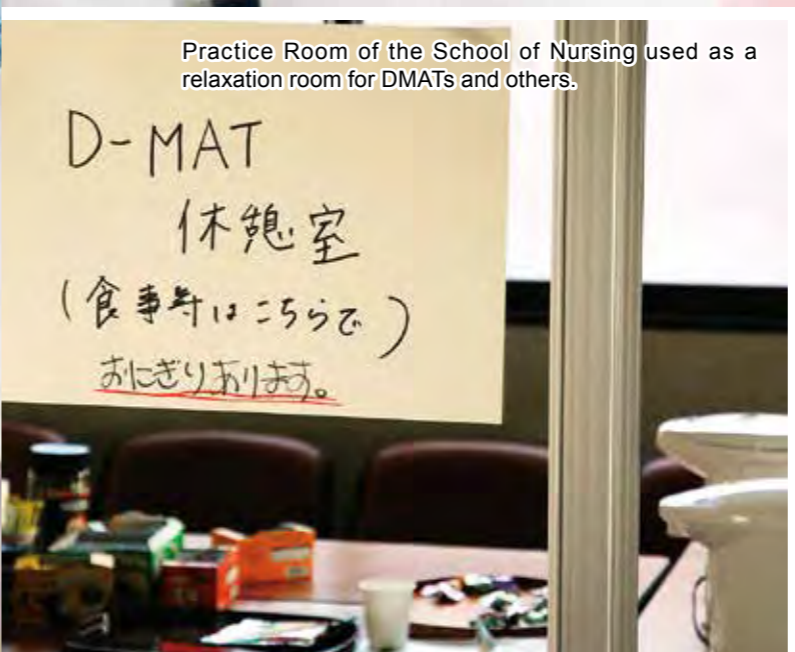 Practice Room of the School of Nursing used as a
relaxation room for DMATs and others.
D-MAT
休憩室
(食事等はこちらで)
おにぎりあります。